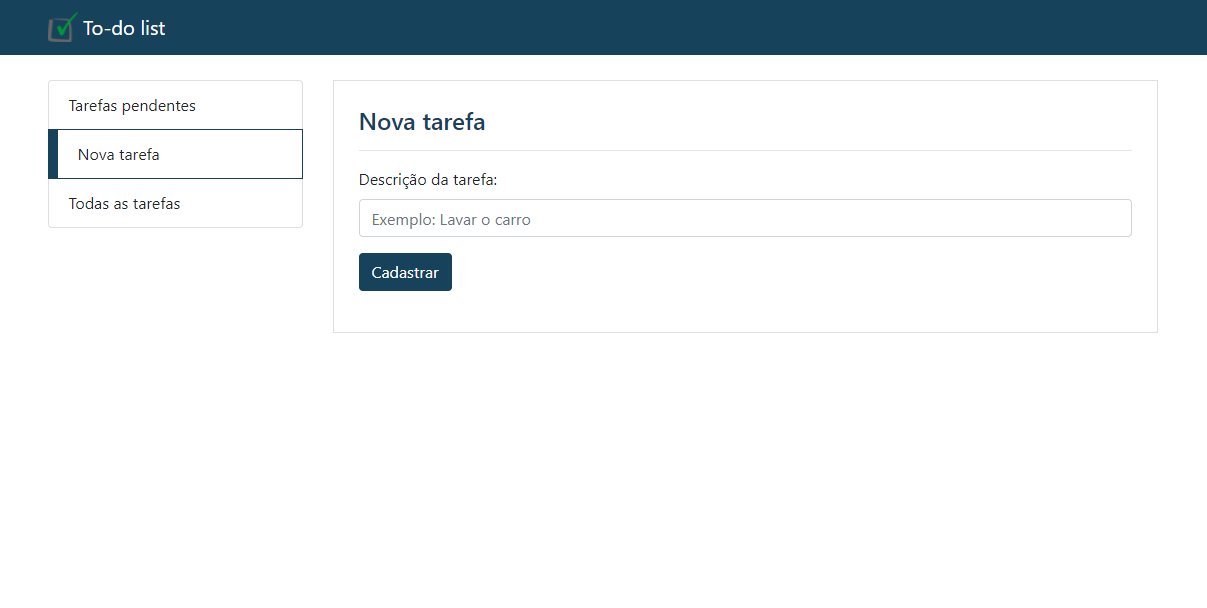 To-do list
Tarefas pendentes
Nova tarefa
Todas as tarefas
Nova tarefa
Descrição da tarefa:
Exemplo: Lavar o carro
Cadastrar